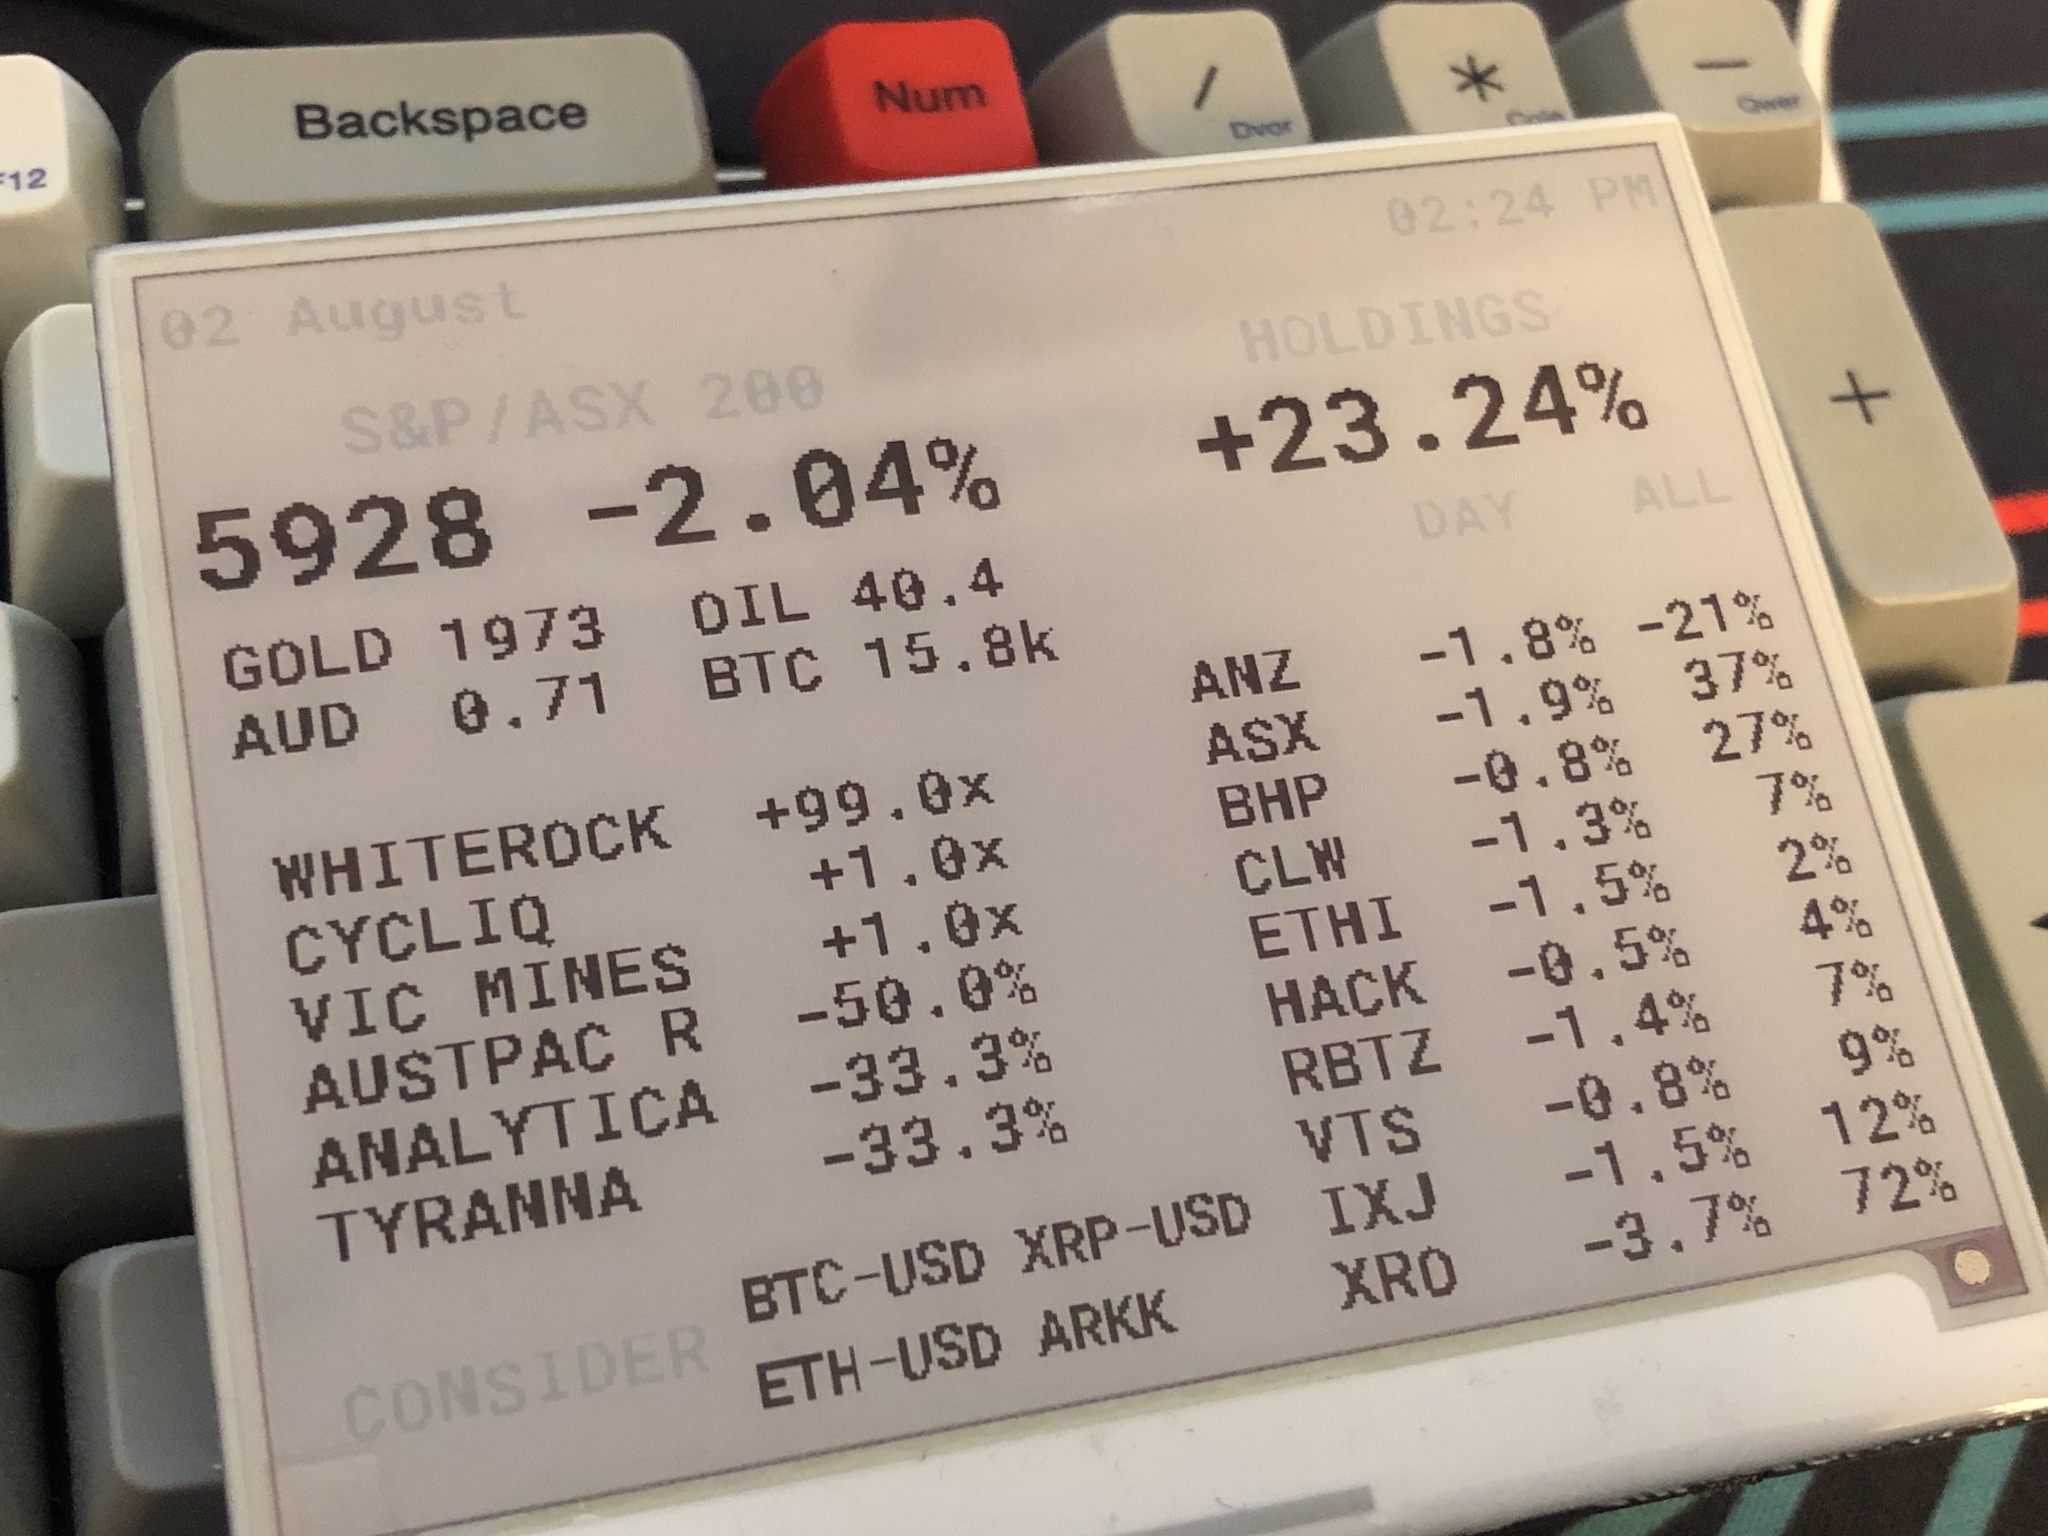 F12
Backspace
Num
/
Dvor
*
Cole
-
Qwer
+
02 August
02:24 PM
S&P/ASX 200
5928 -2.04%
GOLD 1973 OIL 40.4
AUD 0.71 BTC 15.8k
WHITEROCK +99.0x
CYCLIQ +1.0x
VIC MINES +1.0x
AUSTPAC R -50.0%
ANALYTICA -33.3%
TYRANNA -33.3%
CONSIDER
BTC-USD XRP-USD
ETH-USD ARKK
HOLDINGS
+23.24%
DAY ALL
ANZ -1.8% -21%
ASX -1.9% 37%
BHP -0.8% 27%
CLW -1.3% 7%
ETHI -1.5% 2%
HACK -0.5% 4%
RBTZ -1.4% 7%
VTS -0.8% 9%
IXJ -1.5% 12%
XRO -3.7% 72%